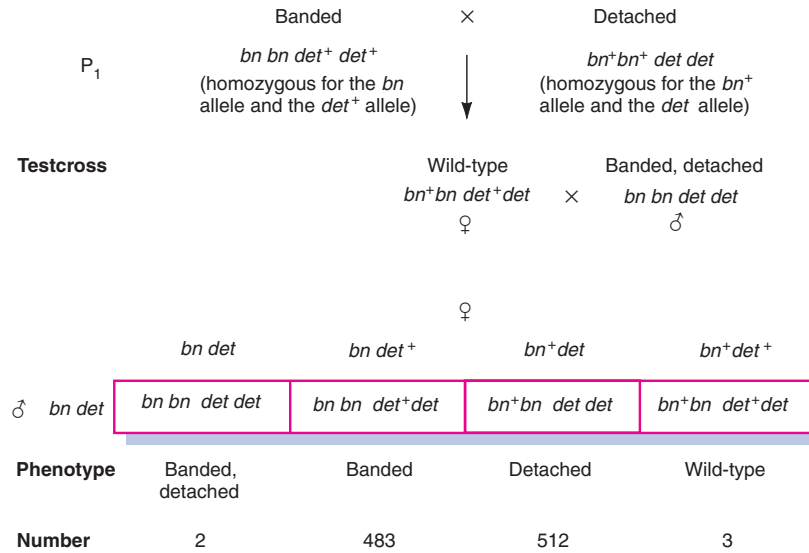 Banded × Detached
P₁
bn bn det⁺ det⁺
(homozygous for the bn
allele and the det⁺ allele)
bn⁺bn⁺ det det
(homozygous for the bn⁺
allele and the det allele)
Testcross
Wild-type Banded, detached
bn⁺bn det⁺det × bn bn det det
♀ ♂
♀
bn det bn det⁺ bn⁺det bn⁺det⁺
♂ bn det bn bn det det bn bn det⁺det bn⁺bn det det bn⁺bn det⁺det
Phenotype Banded, detached Banded Detached Wild-type
Number 2 483 512 3